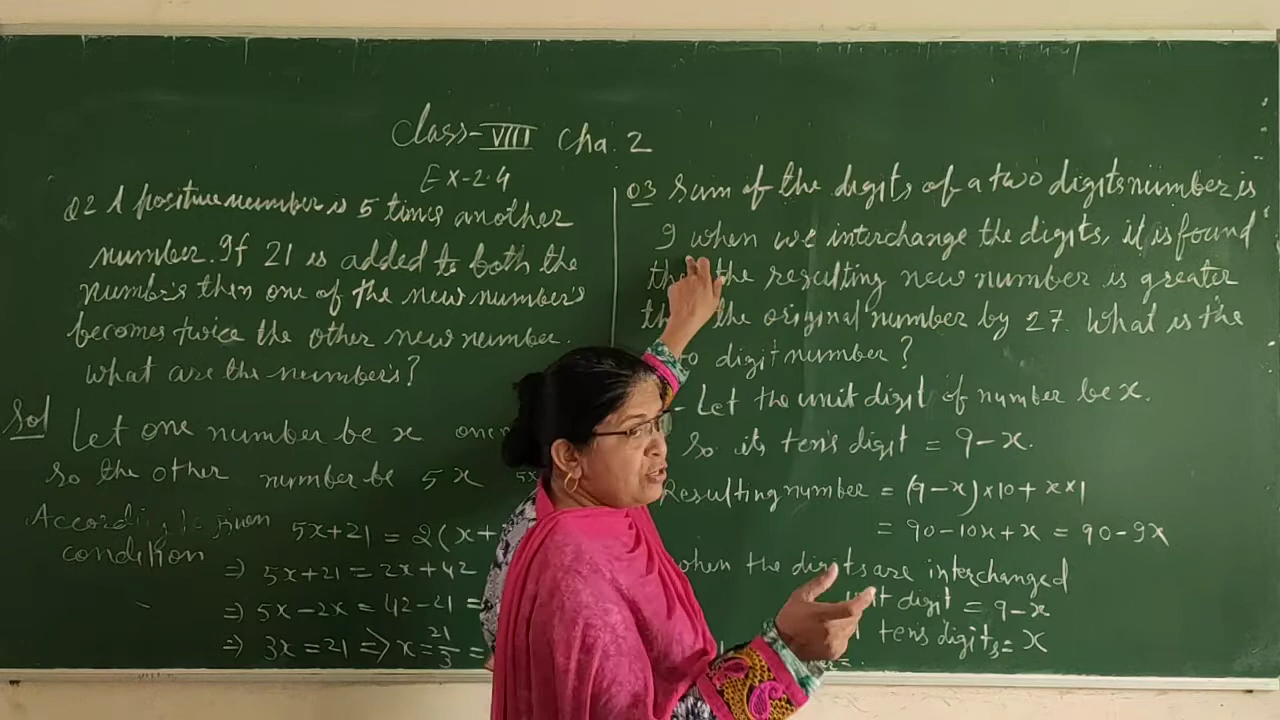 Class-VIII Cha. 2
Ex-2.4
Q2 A positive number is 5 times another
number. If 21 is added to both the
numbers then one of the new number's
becomes twice the other new number.
What are the number's?
Sol Let one number be x one
so the other number be 5x 5x
According to given
condition
5x+21 = 2(x+
⇒ 5x+21 = 2x+42
⇒ 5x-2x = 42-21 =
⇒ 3x = 21 ⇒ x = 21/3 =
Q3 Sum of the digits of a two digits number is
9 when we interchange the digits, it is found
the resulting new number is greater
the original number by 27. What is the
digit number?
- Let the unit digit of number be x.
So its ten's digit = 9-x.
Resulting number = (9-x)×10+x×1
= 90-10x+x = 90-9x
when the digits are interchanged
digit = 9-x
ten's digits = x